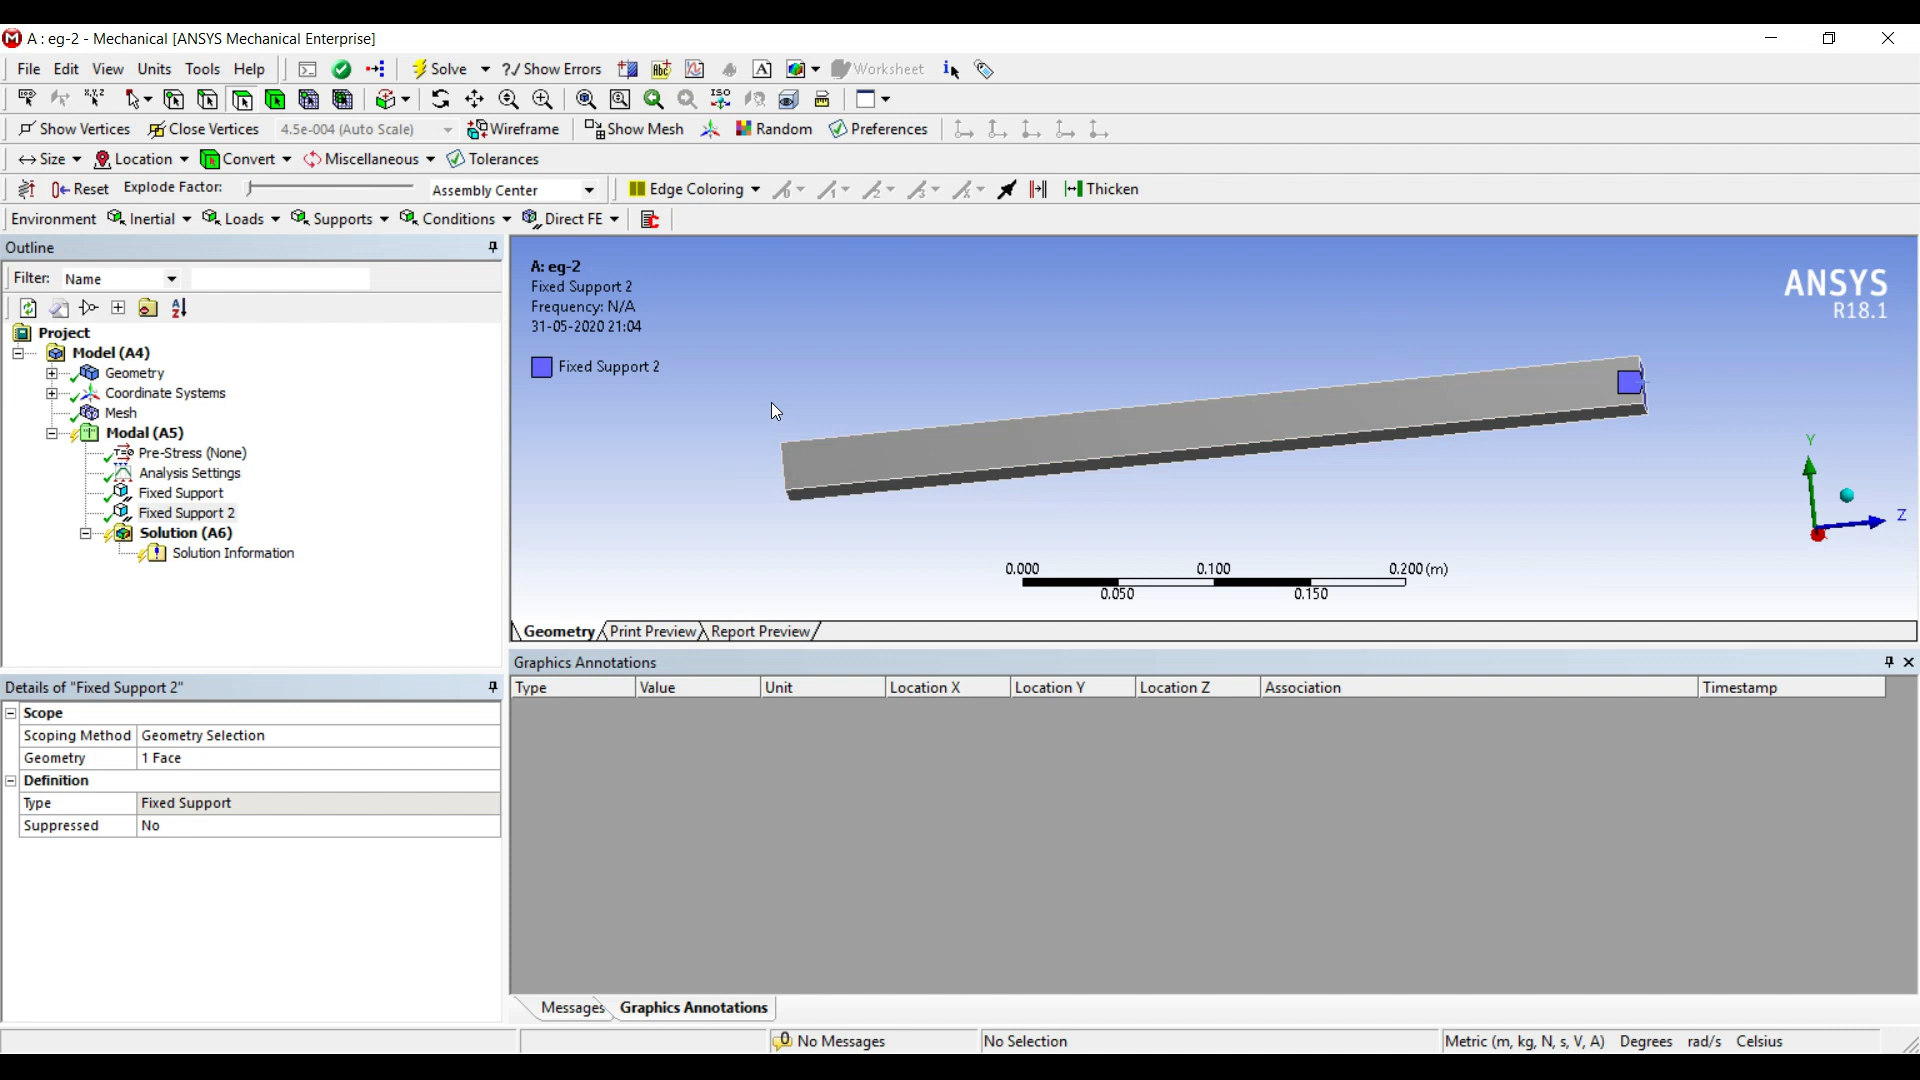 A : eg-2 - Mechanical [ANSYS Mechanical Enterprise]
File Edit View Units Tools Help Solve ?/ Show Errors Worksheet
Show Vertices Close Vertices 4.5e-004 (Auto Scale) Wireframe Show Mesh Random Preferences
Size Location Convert Miscellaneous Tolerances
Reset Explode Factor: Assembly Center Edge Coloring Thicken
Environment Inertial Loads Supports Conditions Direct FE
Outline
Filter: Name
Project
Model (A4)
Geometry
Coordinate Systems
Mesh
Modal (A5)
Pre-Stress (None)
Analysis Settings
Fixed Support
Fixed Support 2
Solution (A6)
Solution Information
A: eg-2
Fixed Support 2
Frequency: N/A
31-05-2020 21:04
Fixed Support 2
ANSYS
R18.1
Y
Z
0.000 0.100 0.200 (m)
0.050 0.150
Geometry Print Preview Report Preview
Details of "Fixed Support 2"
Scope
Scoping Method Geometry Selection
Geometry 1 Face
Definition
Type Fixed Support
Suppressed No
Graphics Annotations
Type Value Unit Location X Location Y Location Z Association Timestamp
Messages Graphics Annotations
0 No Messages No Selection Metric (m, kg, N, s, V, A) Degrees rad/s Celsius